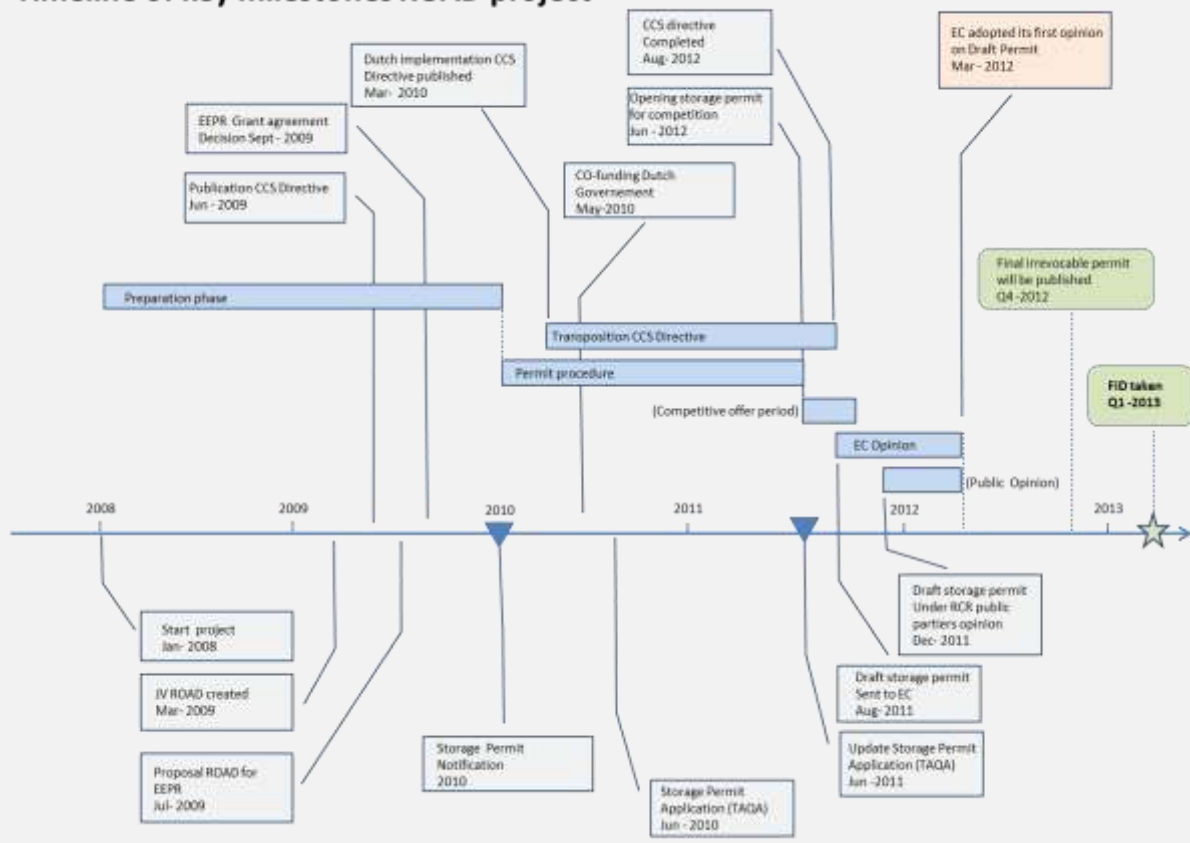 Timeline of key milestones ROAD project
CCS directive
Completed
Aug- 2012
EC adopted its first opinion
on Draft Permit
Mar - 2012
Dutch implementation CCS
Directive published
Mar- 2010
Opening storage permit
for competition
Jun - 2012
EEPR Grant agreement
Decision Sept - 2009
CO-funding Dutch
Governement
May-2010
Publication CCS Directive
Jun - 2009
Final irrevocable permit
will be published
Q4 -2012
Preparation phase
Transposition CCS Directive
Permit procedure
FID taken
Q1 -2013
(Competitive offer period)
EC Opinion
(Public Opinion)
2008
2009
2010
2011
2012
2013
Start project
Jan- 2008
JV ROAD created
Mar- 2009
Proposal ROAD for
EEPR
Jul- 2009
Storage Permit
Notification
2010
Storage Permit
Application (TAQA)
Jun - 2010
Draft storage permit
Under RCR public
partiers opinion
Dec- 2011
Draft storage permit
Sent to EC
Aug- 2011
Update Storage Permit
Application (TAQA)
Jun -2011